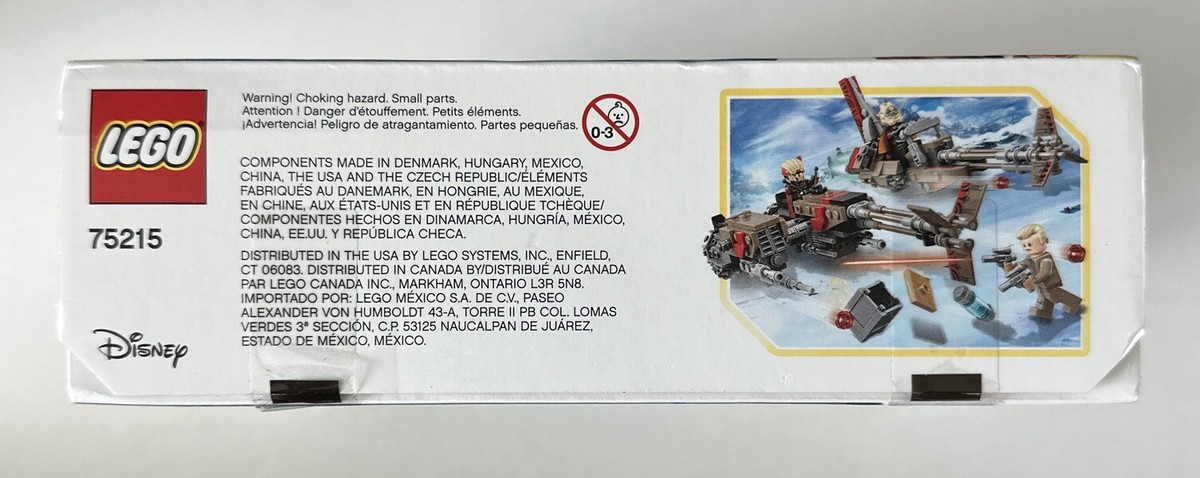 LEGO
75215
Disney
Warning! Choking hazard. Small parts.
Attention ! Danger d'étouffement. Petits éléments.
¡Advertencia! Peligro de atragantamiento. Partes pequeñas.
0-3
COMPONENTS MADE IN DENMARK, HUNGARY, MEXICO,
CHINA, THE USA AND THE CZECH REPUBLIC/ÉLÉMENTS
FABRIQUÉS AU DANEMARK, EN HONGRIE, AU MEXIQUE,
EN CHINE, AUX ÉTATS-UNIS ET EN RÉPUBLIQUE TCHÈQUE/
COMPONENTES HECHOS EN DINAMARCA, HUNGRÍA, MÉXICO,
CHINA, EE.UU. Y REPÚBLICA CHECA.
DISTRIBUTED IN THE USA BY LEGO SYSTEMS, INC., ENFIELD,
CT 06083. DISTRIBUTED IN CANADA BY/DISTRIBUÉ AU CANADA
PAR LEGO CANADA INC., MARKHAM, ONTARIO L3R 5N8.
IMPORTADO POR: LEGO MÉXICO S.A. DE C.V., PASEO
ALEXANDER VON HUMBOLDT 43-A, TORRE II PB COL. LOMAS
VERDES 3ª SECCIÓN, C.P. 53125 NAUCALPAN DE JUÁREZ,
ESTADO DE MÉXICO, MÉXICO.